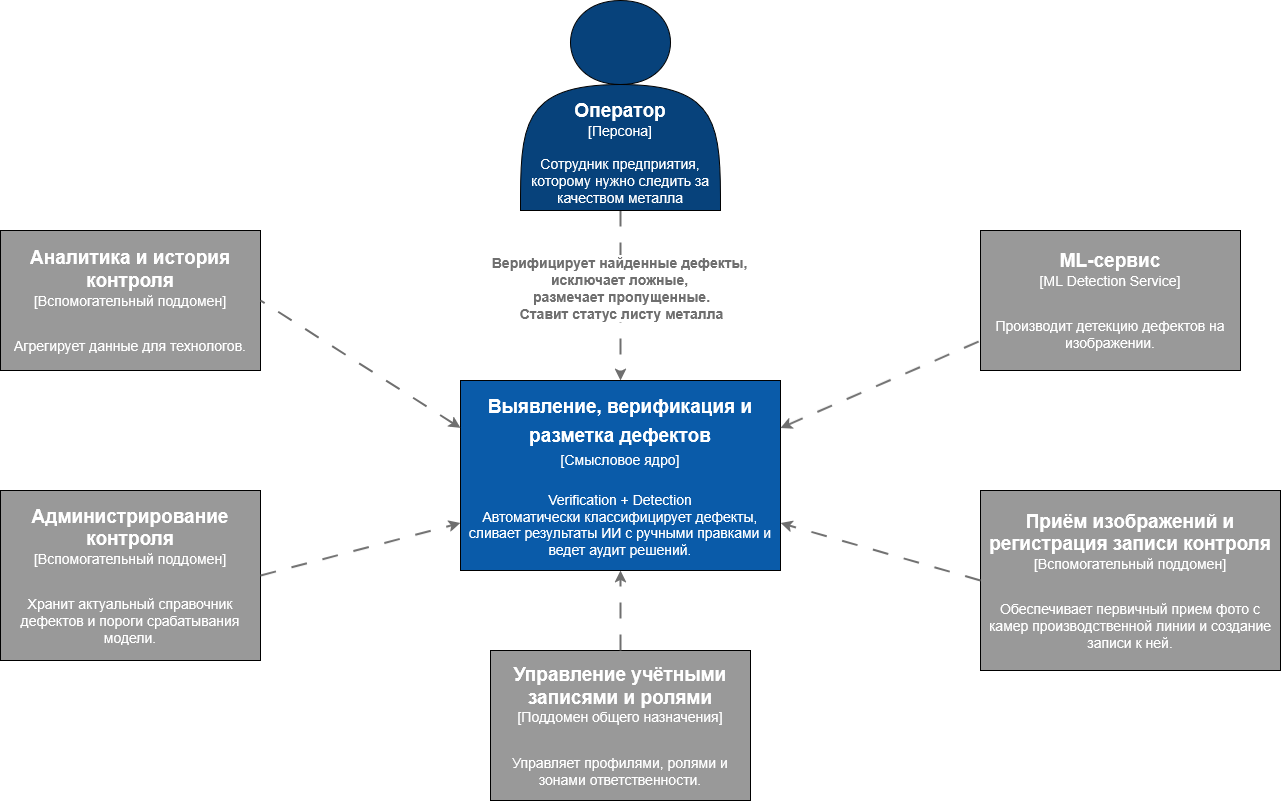 Оператор
[Персона]
Сотрудник предприятия,
которому нужно следить за
качеством металла
Верифицирует найденные дефекты,
исключает ложные,
размечает пропущенные.
Ставит статус листу металла
Аналитика и история
контроля
[Вспомогательный поддомен]
Агрегирует данные для технологов.
ML-сервис
[ML Detection Service]
Производит детекцию дефектов на
изображении.
Выявление, верификация и
разметка дефектов
[Смысловое ядро]
Verification + Detection
Автоматически классифицирует дефекты,
сливает результаты ИИ с ручными правками и
ведет аудит решений.
Администрирование
контроля
[Вспомогательный поддомен]
Хранит актуальный справочник
дефектов и пороги срабатывания
модели.
Приём изображений и
регистрация записи контроля
[Вспомогательный поддомен]
Обеспечивает первичный прием фото с
камер производственной линии и создание
записи к ней.
Управление учётными
записями и ролями
[Поддомен общего назначения]
Управляет профилями, ролями и
зонами ответственности.